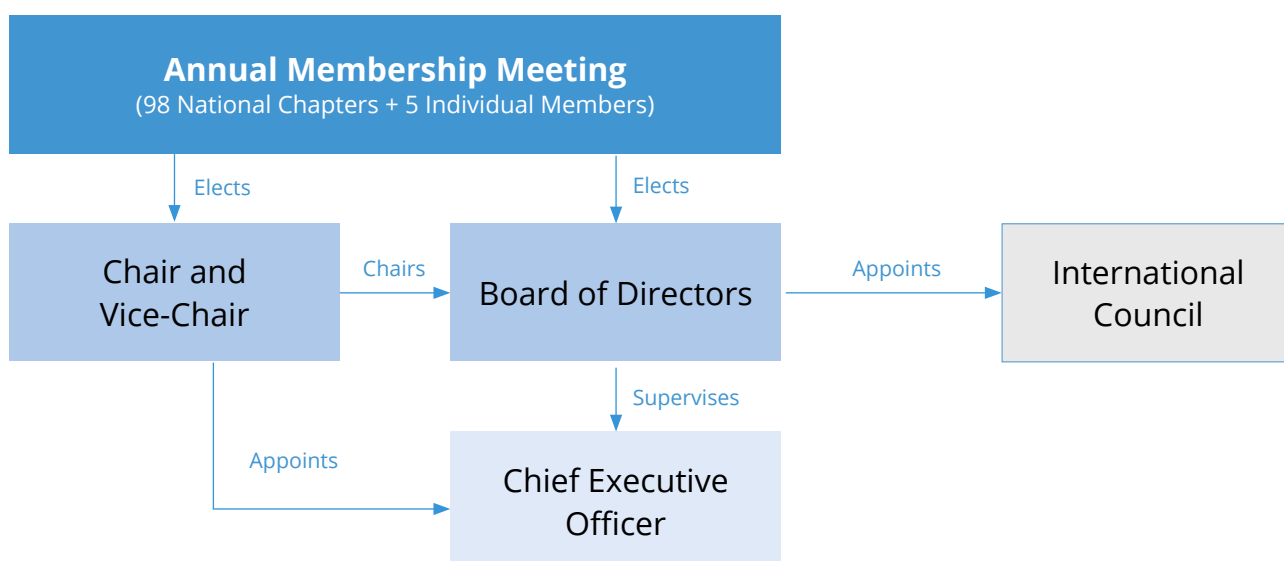 Annual Membership Meeting
(98 National Chapters + 5 Individual Members)
Elects
Elects
Chair and
Vice-Chair
Chairs
Board of Directors
Appoints
International
Council
Supervises
Appoints
Chief Executive
Officer